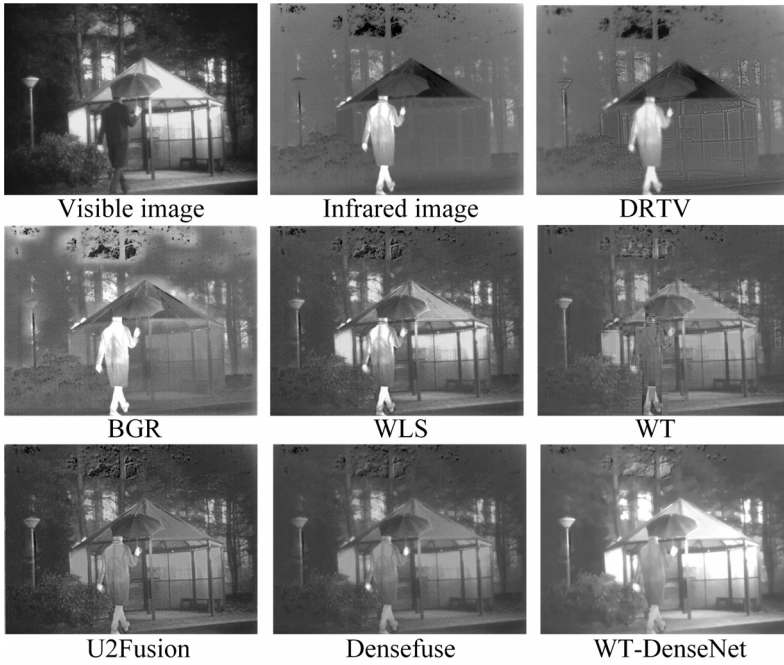 Visible image
Infrared image
DRTV
BGR
WLS
WT
U2Fusion
Densefuse
WT-DenseNet